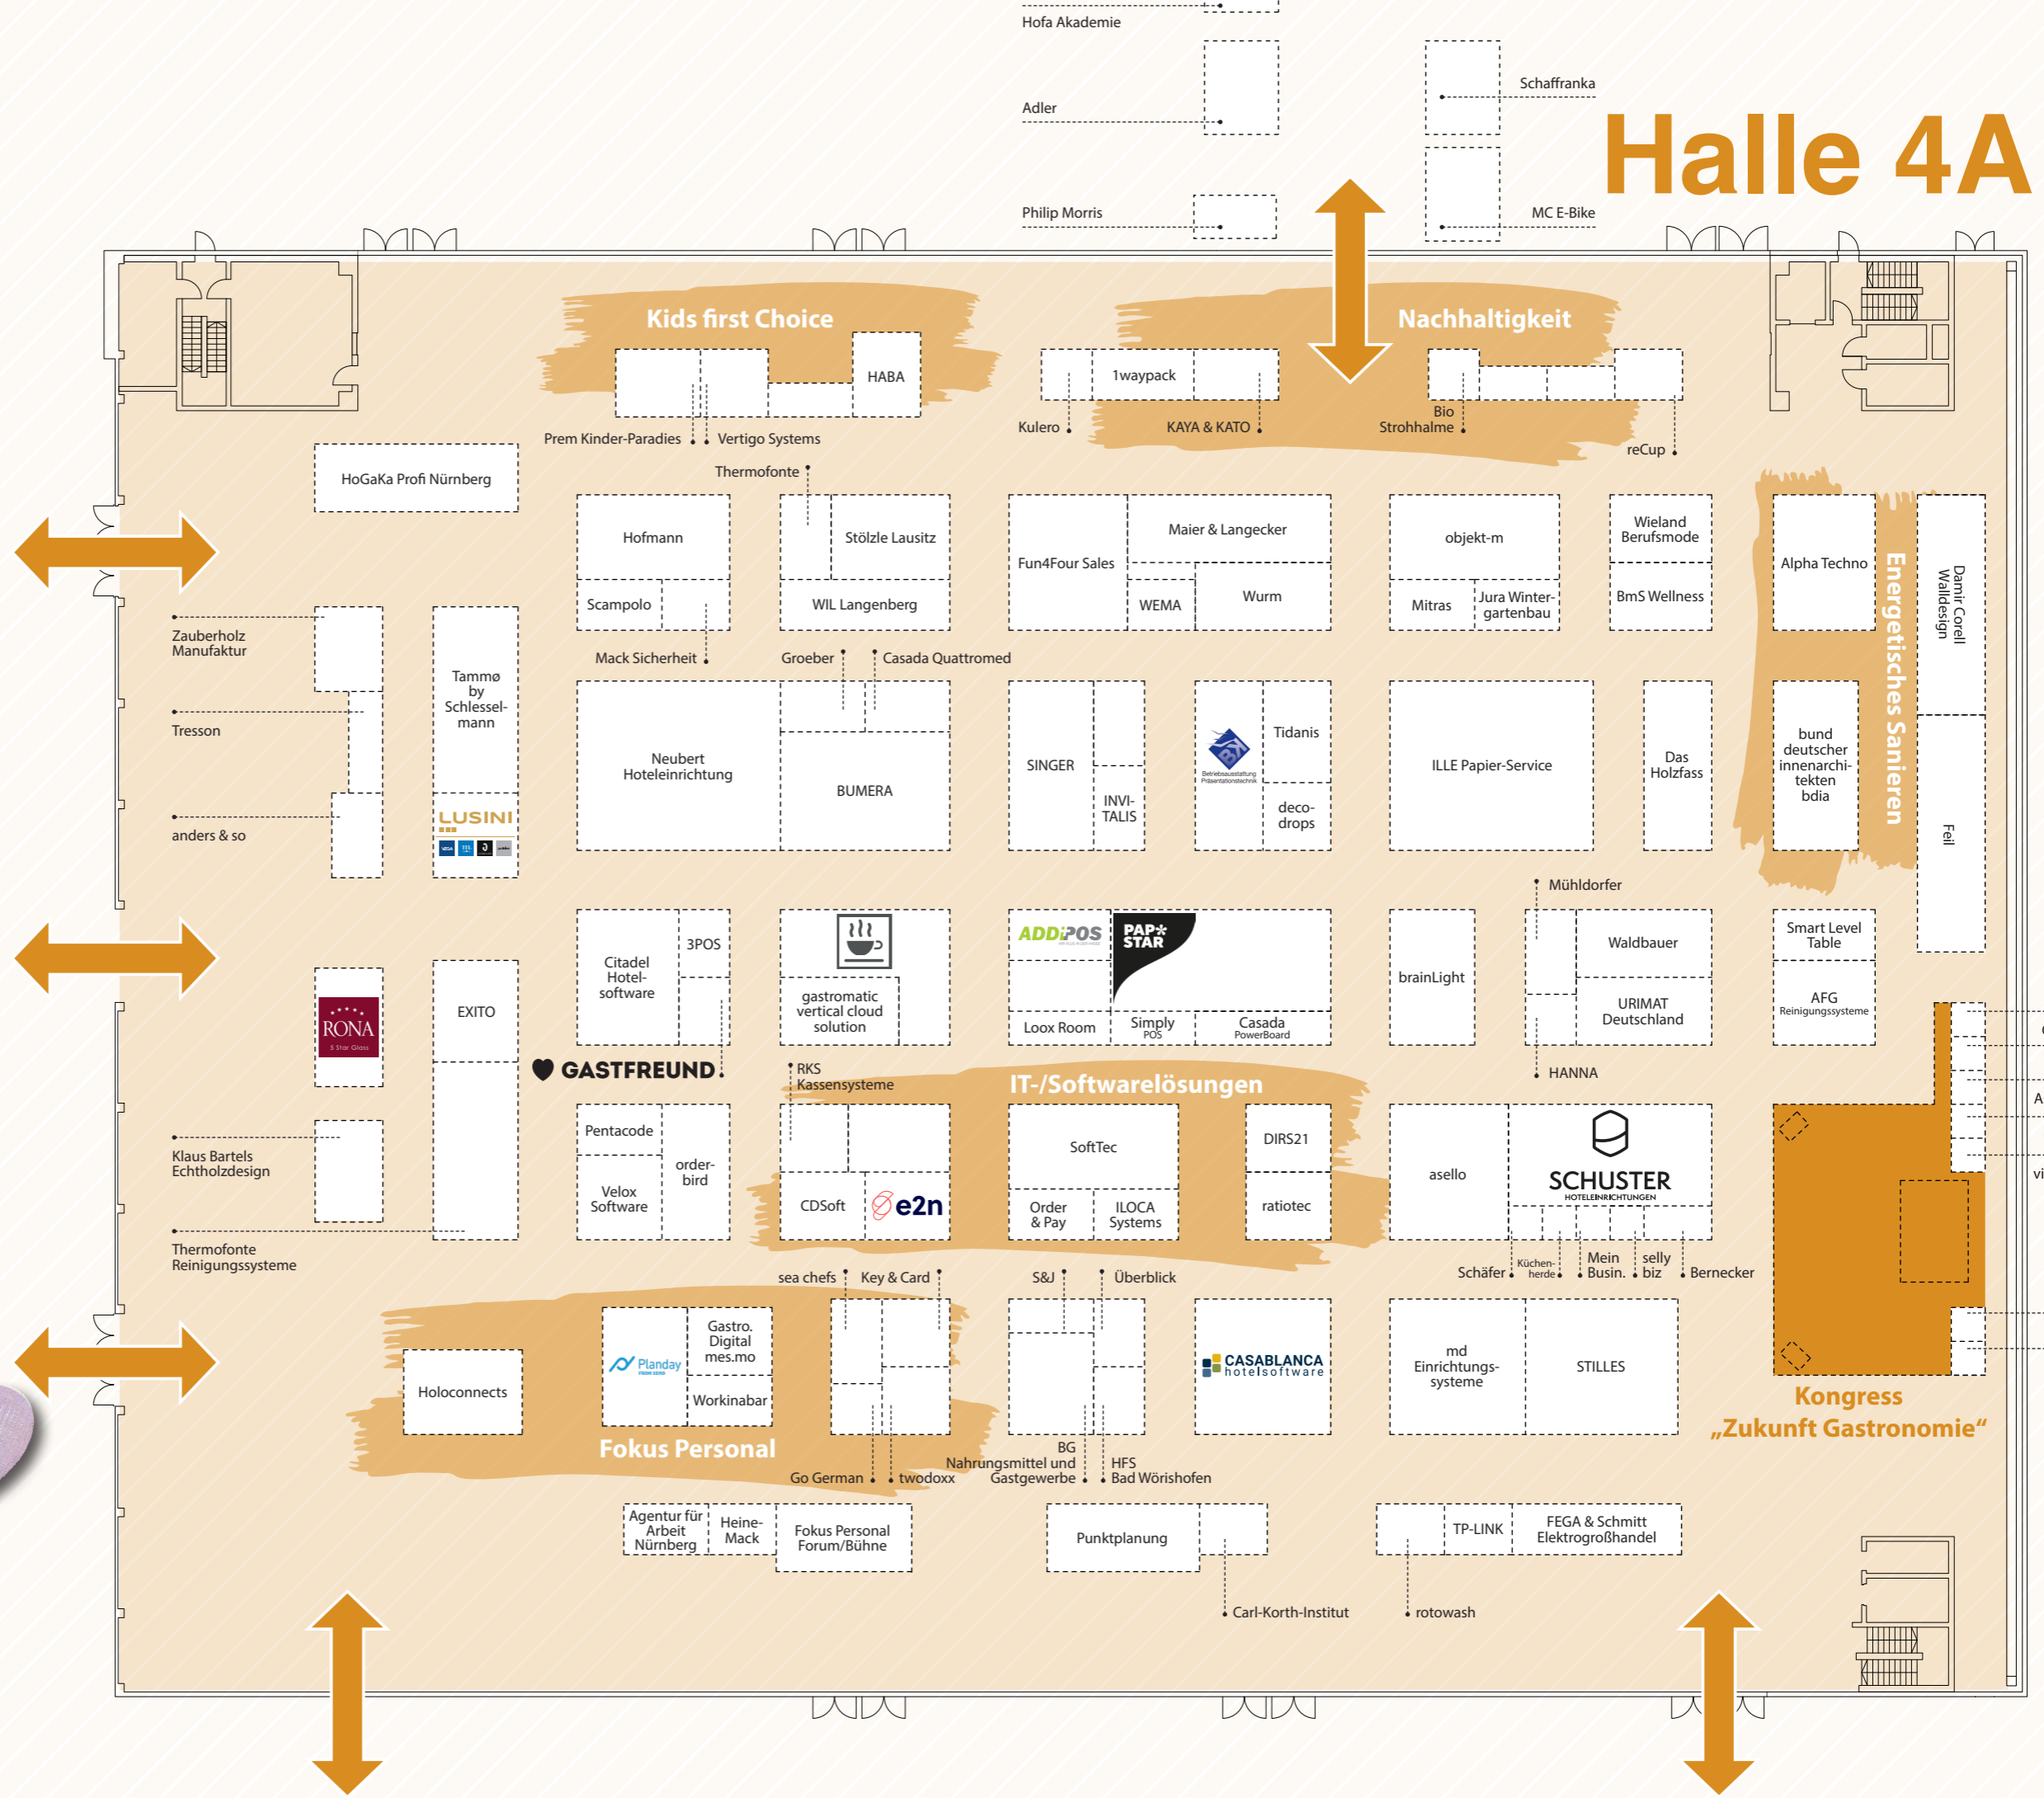 Hofa Akademie
Adler
Schaffranka
Halle 4A
Philip Morris
MC E-Bike
Kids first Choice
Nachhaltigkeit
HABA
1waypack
Prem Kinder-Paradies
Vertigo Systems
Kulero
KAYA & KATO
Bio
Strohhalme
reCup
Thermofonte
HoGaKa Profi Nürnberg
Hofmann
Stölzle Lausitz
Scampolo
WIL Langenberg
Mack Sicherheit
Fun4Four Sales
Maier & Langecker
WEMA
Wurm
objekt-m
Mitras
Jura Winter-
gartenbau
Wieland
Berufsmode
BmS Wellness
Alpha Techno
Energetisches Sanieren
Damir Corell
Walldesign
Zauberholz
Manufaktur
Tresson
anders & so
Tammø
by
Schlessel-
mann
LUSINI
Groeber
Casada Quattromed
Neubert
Hoteleinrichtung
BUMERA
SINGER
INVI-
TALIS
Betriebsausstattung
Präsentationstechnik
Tidanis
deco-
drops
ILLE Papier-Service
Das
Holzfass
bund
deutscher
innenarchi-
tekten
bdia
Feil
Mühldorfer
RONA
5 Star Glass
EXITO
Citadel
Hotel-
software
3POS
gastromatic
vertical cloud
solution
ADDiPOS
PAP*
STAR
Loox Room
Simply
POS
Casada
PowerBoard
brainLight
Waldbauer
URIMAT
Deutschland
HANNA
Smart Level
Table
AFG
Reinigungssysteme
GASTFREUND
RKS
Kassensysteme
IT-/Softwarelösungen
Klaus Bartels
Echtholzdesign
Thermofonte
Reinigungssysteme
Pentacode
Velox
Software
order-
bird
CDSoft
e2n
SoftTec
Order
& Pay
ILOCA
Systems
DIRS21
ratiotec
asello
SCHUSTER
HOTELEINRICHTUNGEN
Schäfer
Küchen-
herde
Mein
Busin.
selly
biz
Bernecker
sea chefs
Key & Card
S&J
Überblick
Holoconnects
Planday
FROM XERO
Gastro.
Digital
mes.mo
Workinabar
Fokus Personal
Go German
twodoxx
BG
Nahrungsmittel und
Gastgewerbe
HFS
Bad Wörishofen
CASABLANCA
hotelsoftware
md
Einrichtungs-
systeme
STILLES
Kongress
„Zukunft Gastronomie“
Agentur für
Arbeit
Nürnberg
Heine-
Mack
Fokus Personal
Forum/Bühne
Punktplanung
Carl-Korth-Institut
rotowash
TP-LINK
FEGA & Schmitt
Elektrogroßhandel